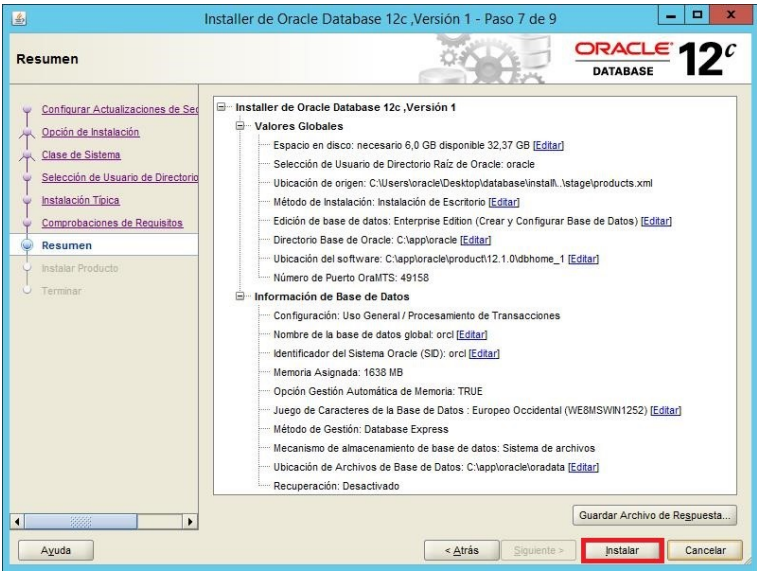 Installer de Oracle Database 12c ,Versión 1 - Paso 7 de 9
Resumen
ORACLE
DATABASE
12c
Configurar Actualizaciones de Seg
Opción de Instalación
Clase de Sistema
Selección de Usuario de Directorio
Instalación Típica
Comprobaciones de Requisitos
Resumen
Instalar Producto
Terminar
Installer de Oracle Database 12c ,Versión 1
Valores Globales
Espacio en disco: necesario 6,0 GB disponible 32,37 GB [Editar]
Selección de Usuario de Directorio Raíz de Oracle: oracle
Ubicación de origen: C:\Users\oracle\Desktop\database\install\..\stage\products.xml
Método de Instalación: Instalación de Escritorio [Editar]
Edición de base de datos: Enterprise Edition (Crear y Configurar Base de Datos) [Editar]
Directorio Base de Oracle: C:\app\oracle [Editar]
Ubicación del software: C:\app\oracle\product\12.1.0\dbhome_1 [Editar]
Número de Puerto OraMTS: 49158
Información de Base de Datos
Configuración: Uso General / Procesamiento de Transacciones
Nombre de la base de datos global: orcl [Editar]
Identificador del Sistema Oracle (SID): orcl [Editar]
Memoria Asignada: 1638 MB
Opción Gestión Automática de Memoria: TRUE
Juego de Caracteres de la Base de Datos : Europeo Occidental (WE8MSWIN1252) [Editar]
Método de Gestión: Database Express
Mecanismo de almacenamiento de base de datos: Sistema de archivos
Ubicación de Archivos de Base de Datos: C:\app\oracle\oradata [Editar]
Recuperación: Desactivado
Guardar Archivo de Respuesta...
Ayuda
< Atrás
Siguiente >
Instalar
Cancelar